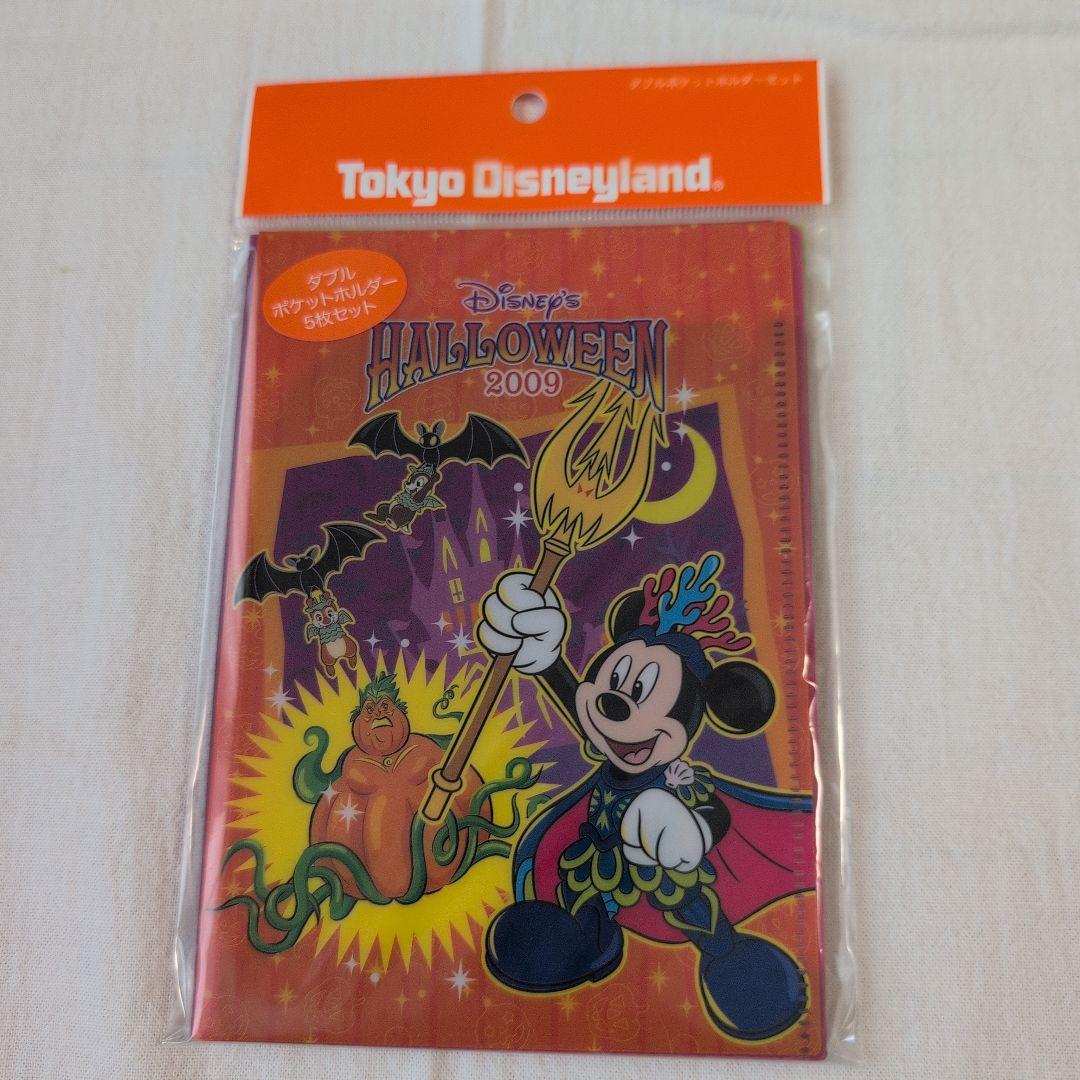 ダブルポケットホルダーセット
Tokyo Disneyland®
ダブル
ポケットホルダー
5枚セット
Disney's
HALLOWEEN
2009